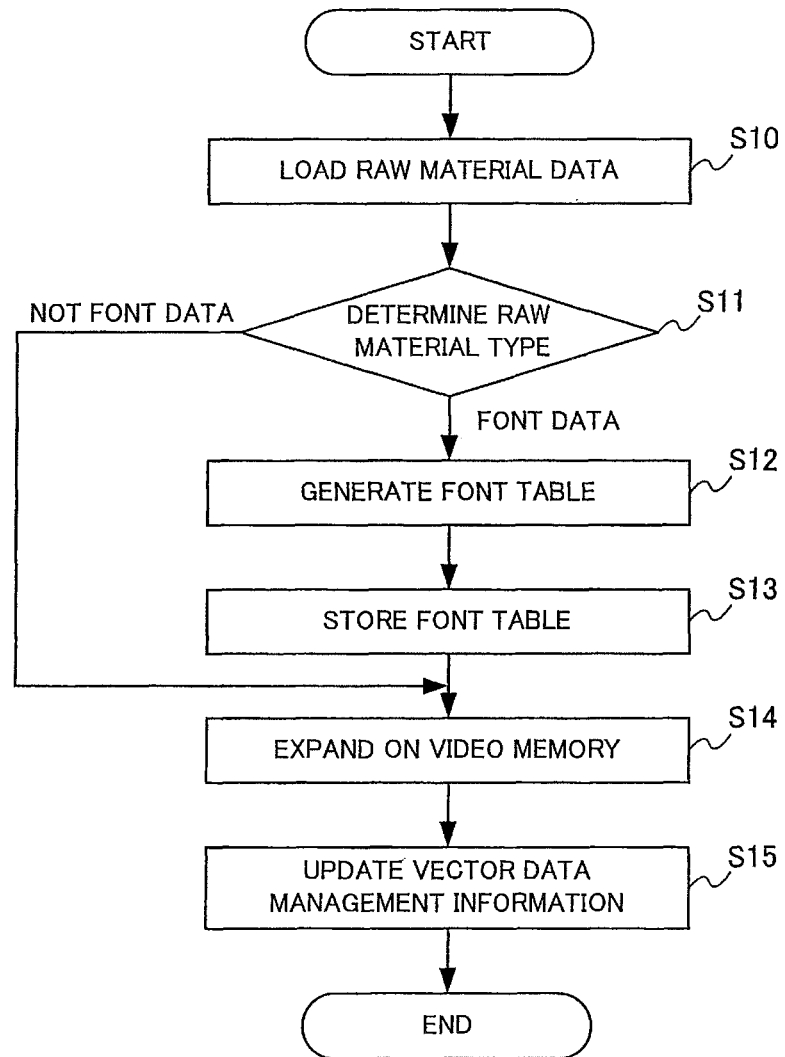 START
S10
LOAD RAW MATERIAL DATA
NOT FONT DATA
DETERMINE RAW
MATERIAL TYPE
S11
FONT DATA
S12
GENERATE FONT TABLE
S13
STORE FONT TABLE
S14
EXPAND ON VIDEO MEMORY
S15
UPDATE VECTOR DATA
MANAGEMENT INFORMATION
END